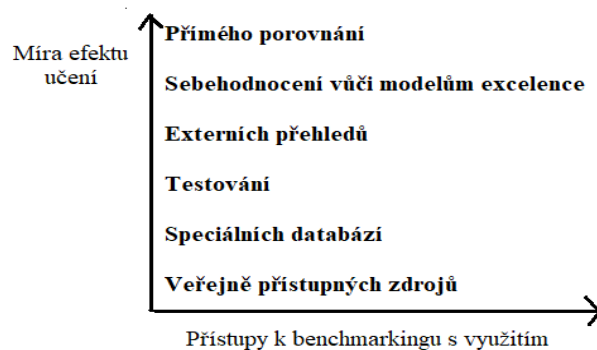 Míra efektu
učení
Přímého porovnání
Sebehodnocení vůči modelům excelence
Externích přehledů
Testování
Speciálních databází
Veřejně přístupných zdrojů
Přístupy k benchmarkingu s využitím